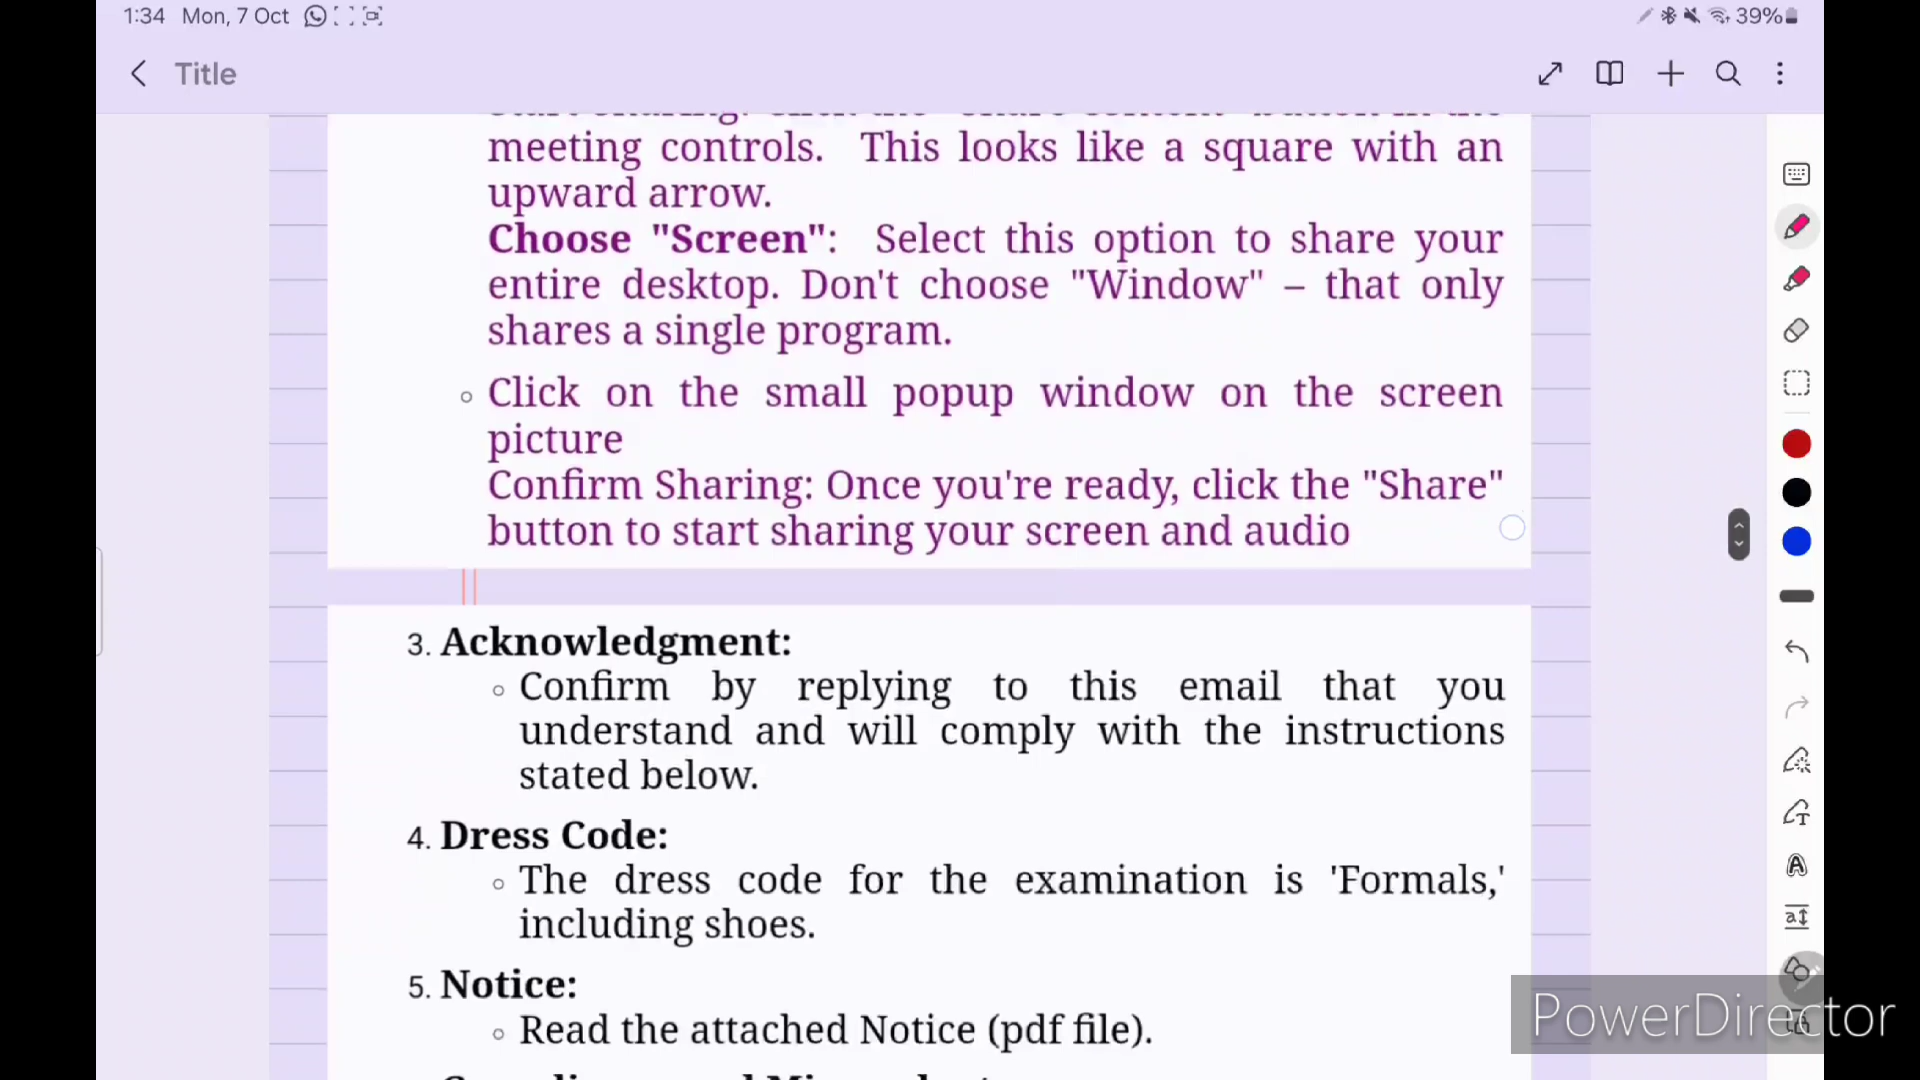 1:34 Mon, 7 Oct 39%
Title
meeting controls. This looks like a square with an
upward arrow.
Choose "Screen": Select this option to share your
entire desktop. Don't choose "Window" – that only
shares a single program.
Click on the small popup window on the screen
picture
Confirm Sharing: Once you're ready, click the "Share"
button to start sharing your screen and audio
3. Acknowledgment:
Confirm by replying to this email that you
understand and will comply with the instructions
stated below.
4. Dress Code:
The dress code for the examination is 'Formals,'
including shoes.
5. Notice:
Read the attached Notice (pdf file).
PowerDirector